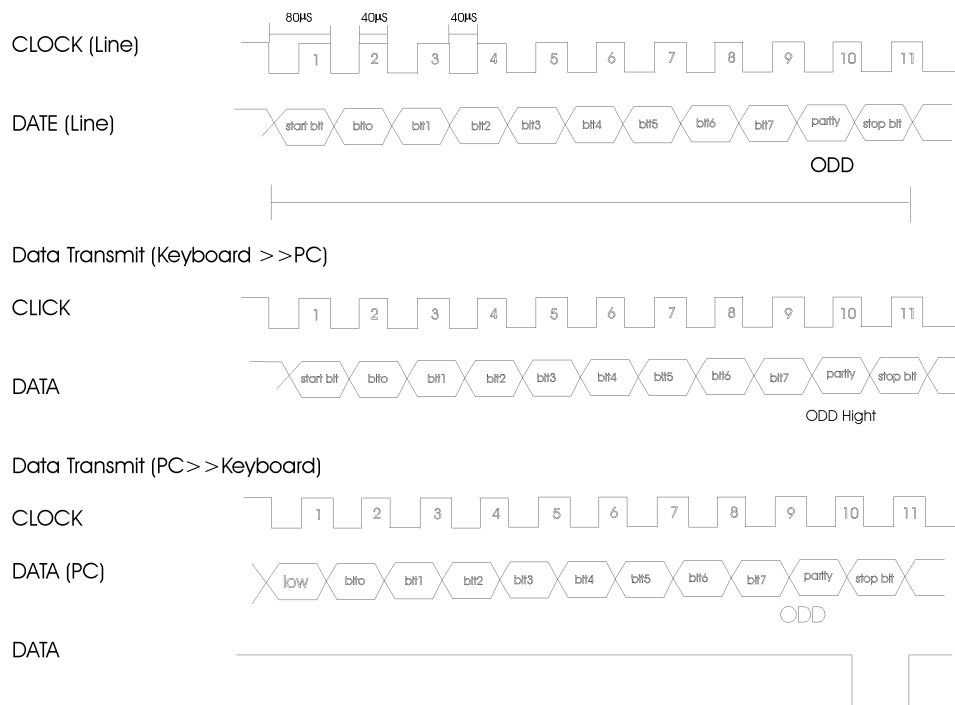 80µS 40µS 40µS
CLOCK (Line) 1 2 3 4 5 6 7 8 9 10 11
DATE (Line) start bit bito bit1 bit2 bit3 bit4 bit5 bit6 bit7 parity stop bit
ODD
Data Transmit (Keyboard >>PC)
CLICK 1 2 3 4 5 6 7 8 9 10 11
DATA start bit bito bit1 bit2 bit3 bit4 bit5 bit6 bit7 parity stop bit
ODD Hight
Data Transmit (PC>>Keyboard)
CLOCK 1 2 3 4 5 6 7 8 9 10 11
DATA (PC) low bito bit1 bit2 bit3 bit4 bit5 bit6 bit7 parity stop bit
ODD
DATA